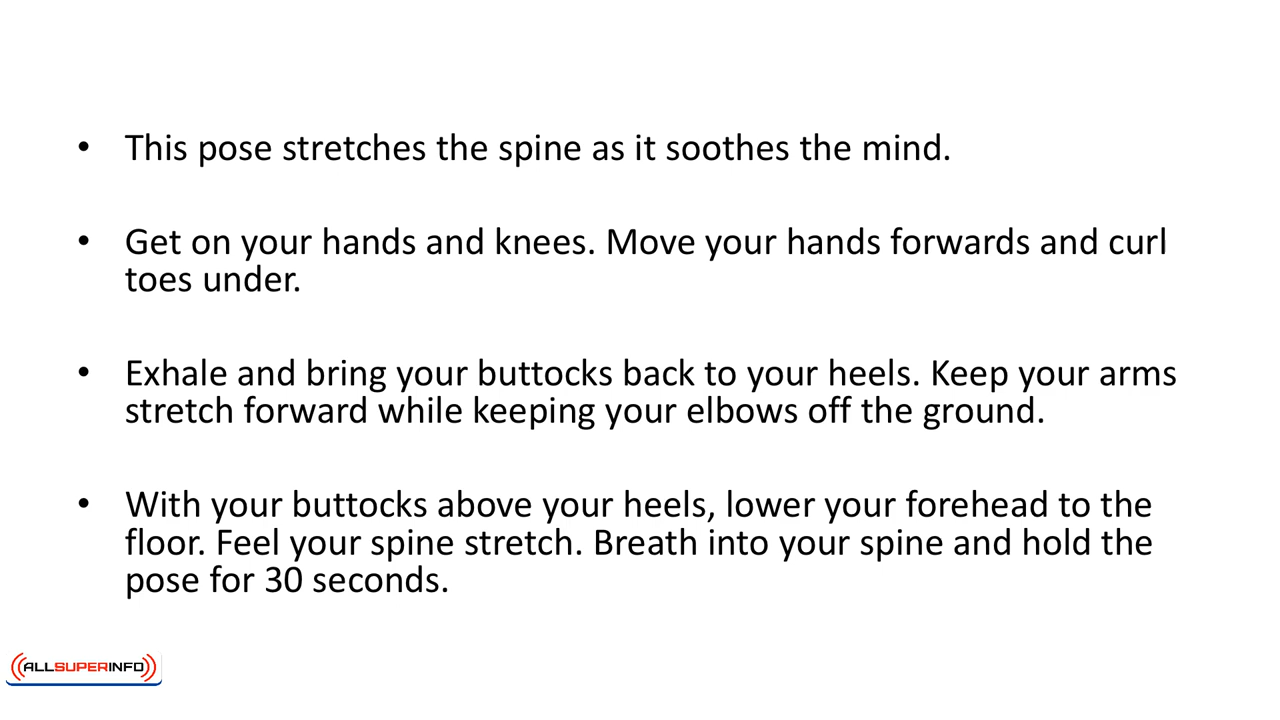 • This pose stretches the spine as it soothes the mind.
• Get on your hands and knees. Move your hands forwards and curl
toes under.
• Exhale and bring your buttocks back to your heels. Keep your arms
stretch forward while keeping your elbows off the ground.
• With your buttocks above your heels, lower your forehead to the
floor. Feel your spine stretch. Breath into your spine and hold the
pose for 30 seconds.
ALLSUPERINFO